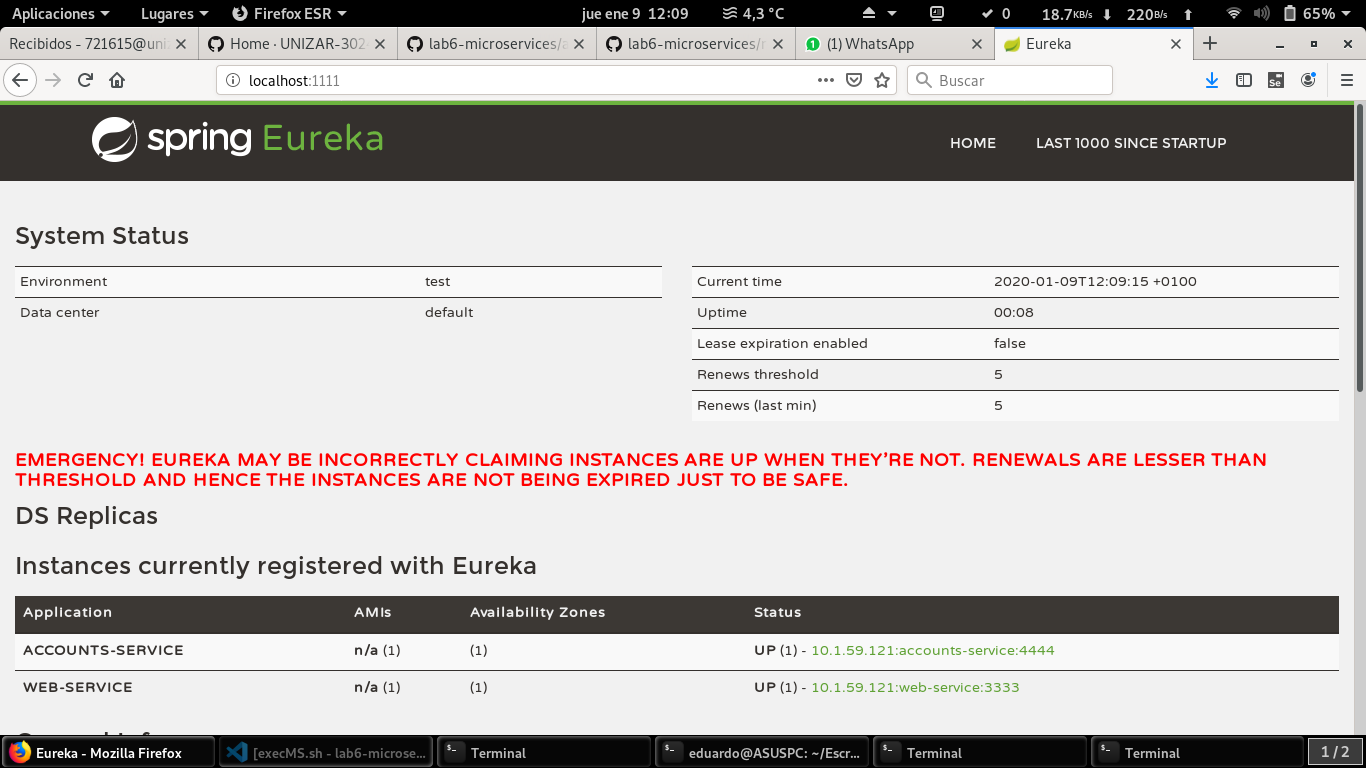 Aplicaciones Lugares Firefox ESR jue ene 9 12:09 4,3 °C 0 18.7KB/s 220B/s 65%
Recibidos - 721615@uni Home · UNIZAR-302 lab6-microservices/a lab6-microservices/r (1) WhatsApp Eureka
localhost:1111 Buscar
spring Eureka HOME LAST 1000 SINCE STARTUP
System Status
Environment test Current time 2020-01-09T12:09:15 +0100
Data center default Uptime 00:08
Lease expiration enabled false
Renews threshold 5
Renews (last min) 5
EMERGENCY! EUREKA MAY BE INCORRECTLY CLAIMING INSTANCES ARE UP WHEN THEY'RE NOT. RENEWALS ARE LESSER THAN
THRESHOLD AND HENCE THE INSTANCES ARE NOT BEING EXPIRED JUST TO BE SAFE.
DS Replicas
Instances currently registered with Eureka
Application AMIs Availability Zones Status
ACCOUNTS-SERVICE n/a (1) (1) UP (1) - 10.1.59.121:accounts-service:4444
WEB-SERVICE n/a (1) (1) UP (1) - 10.1.59.121:web-service:3333
Eureka - Mozilla Firefox [execMS.sh - lab6-microse... Terminal eduardo@ASUSPC: ~/Escr... Terminal Terminal 1 / 2